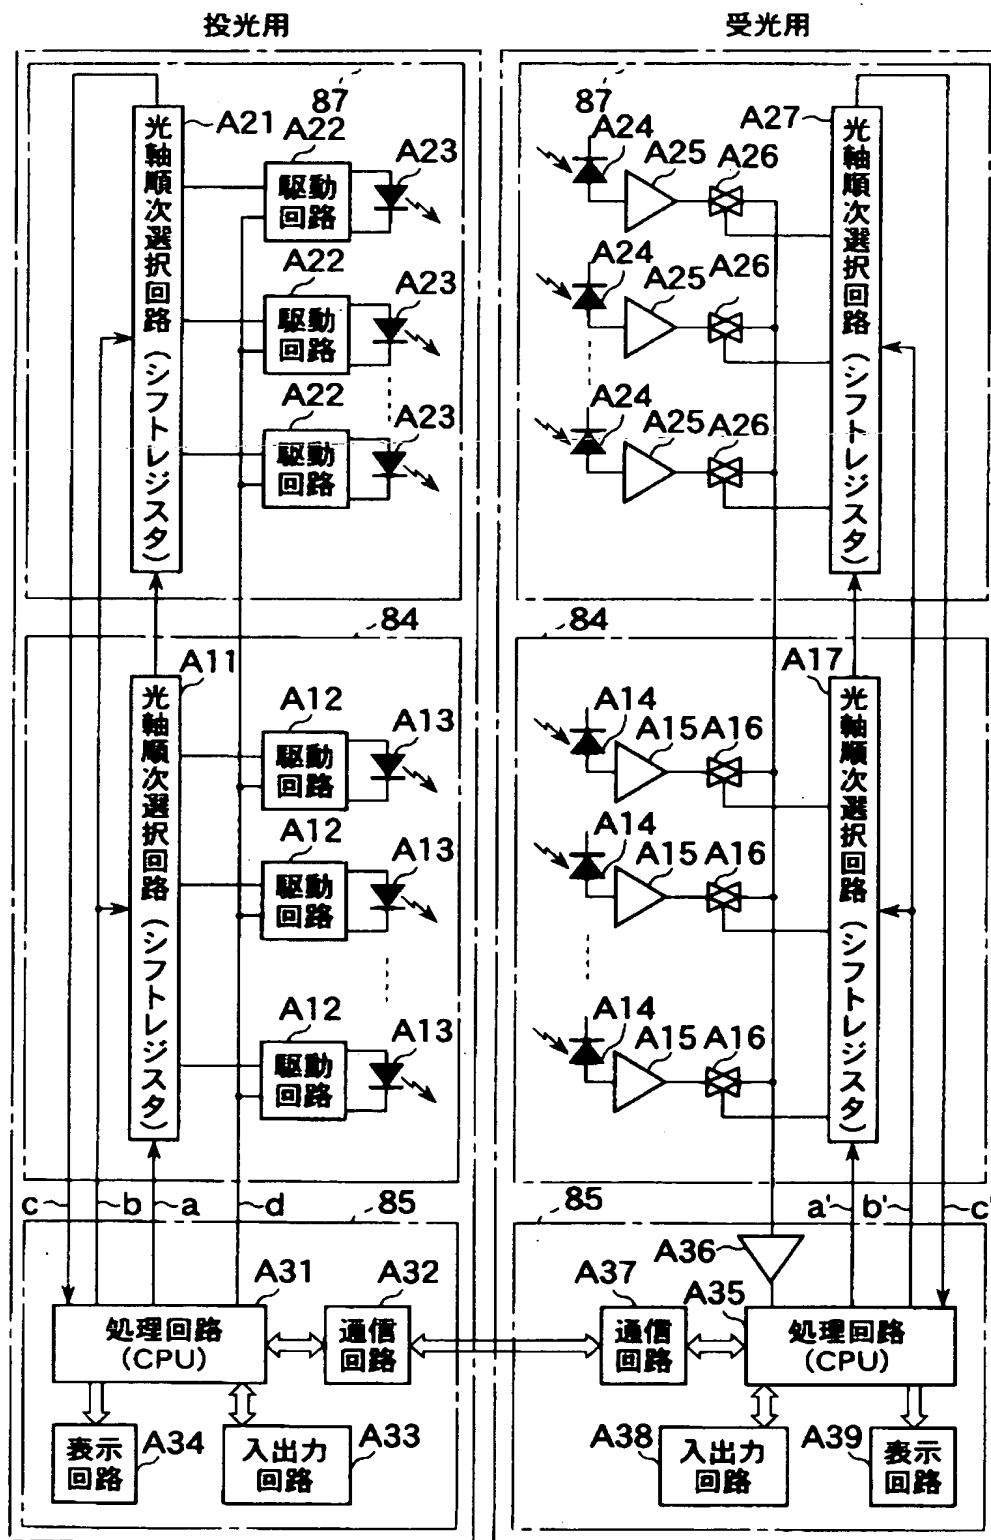 投光用
87
光軸順次選択回路(シフトレジスタ)
A21
A22
駆動
回路
A23
A22
駆動
回路
A23
A22
駆動
回路
A23
84
A11
光軸順次選択回路(シフトレジスタ)
A12
駆動
回路
A13
A12
駆動
回路
A13
A12
駆動
回路
A13
c
b
a
d
85
A31
処理回路
(CPU)
A32
通信
回路
表示
回路
A34
入出力
回路
A33
受光用
87
A24
A25
A26
A27
光軸順次選択回路(シフトレジスタ)
A24
A25
A26
A24
A25
A26
84
A17
光軸順次選択回路(シフトレジスタ)
A14
A15
A16
A14
A15
A16
A14
A15
A16
85
a'
b'
c'
A36
A37
通信
回路
A35
処理回路
(CPU)
A38
入出力
回路
A39
表示
回路